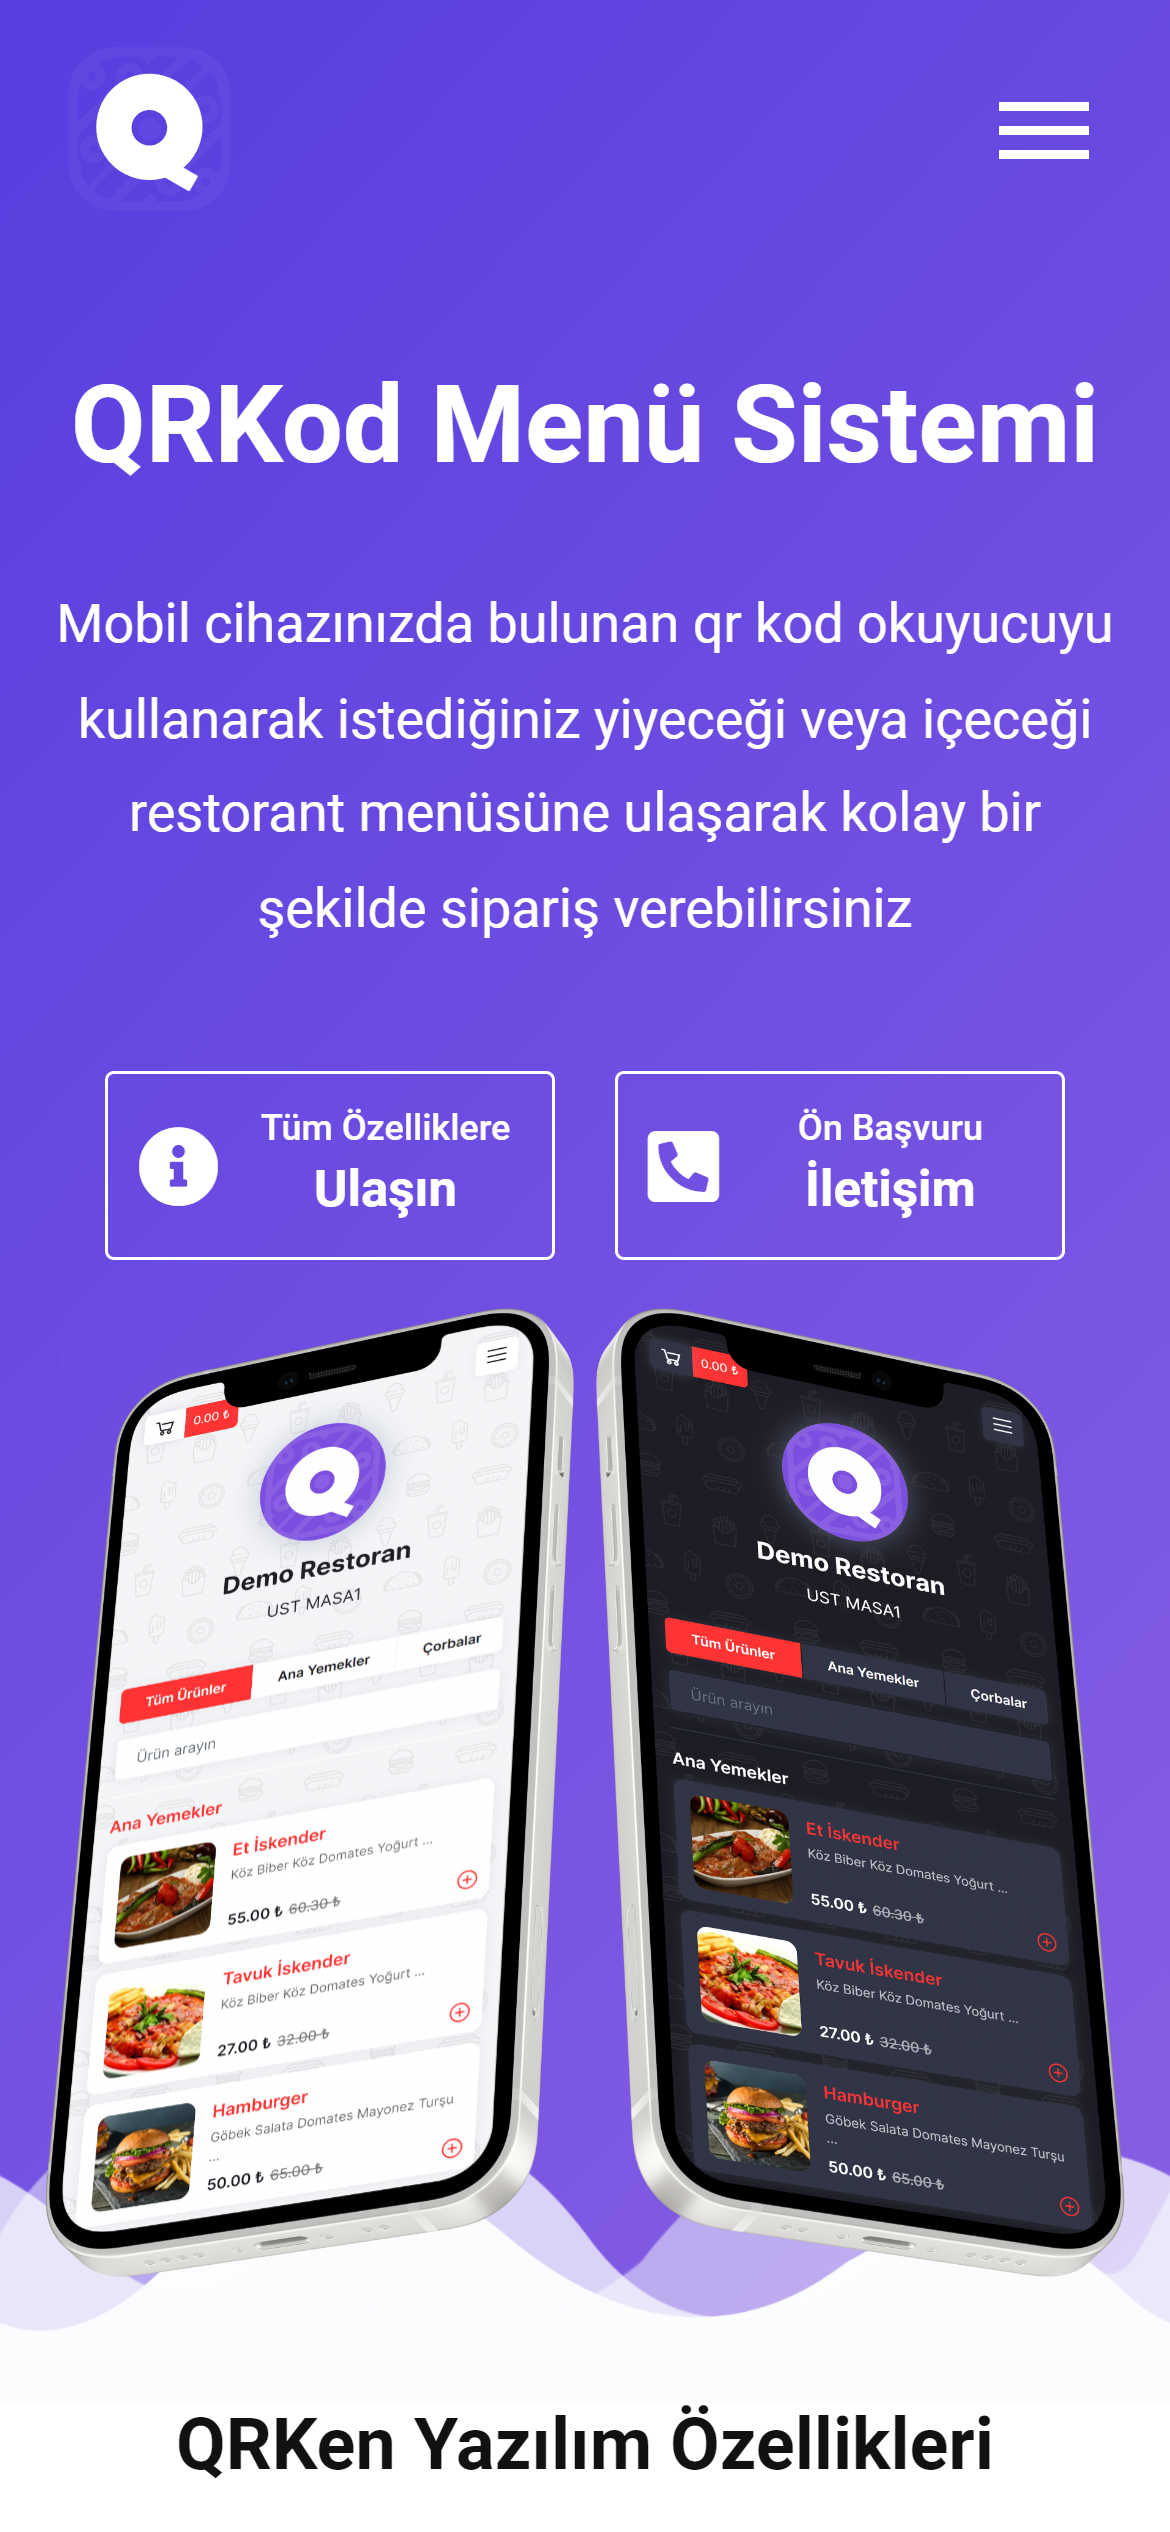 QRKod Menü Sistemi
Mobil cihazınızda bulunan qr kod okuyucuyu
kullanarak istediğiniz yiyeceği veya içeceği
restorant menüsüne ulaşarak kolay bir
şekilde sipariş verebilirsiniz
Tüm Özelliklere
Ulaşın
Ön Başvuru
İletişim
0.00 ₺
Demo Restoran
UST MASA1
Tüm Ürünler
Ana Yemekler
Çorbalar
Ürün arayın
Ana Yemekler
Et İskender
Köz Biber Köz Domates Yoğurt ...
55.00 ₺ 60.30 ₺
Tavuk İskender
Köz Biber Köz Domates Yoğurt ...
27.00 ₺ 32.00 ₺
Hamburger
Göbek Salata Domates Mayonez Turşu
...
50.00 ₺ 65.00 ₺
0.00 ₺
Demo Restoran
UST MASA1
Tüm Ürünler
Ana Yemekler
Çorbalar
Ürün arayın
Ana Yemekler
Et İskender
Köz Biber Köz Domates Yoğurt ...
55.00 ₺ 60.30 ₺
Tavuk İskender
Köz Biber Köz Domates Yoğurt ...
27.00 ₺ 32.00 ₺
Hamburger
Göbek Salata Domates Mayonez Turşu
...
50.00 ₺ 65.00 ₺
QRKen Yazılım Özellikleri